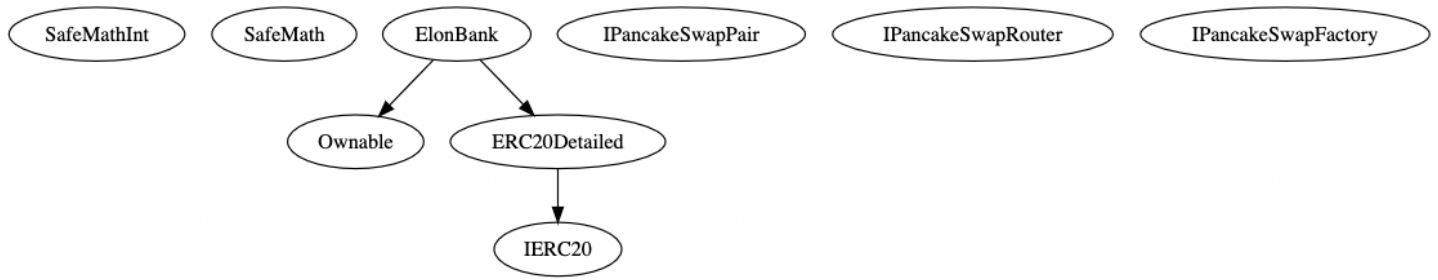 SafeMathInt
SafeMath
ElonBank
IPancakeSwapPair
IPancakeSwapRouter
IPancakeSwapFactory
Ownable
ERC20Detailed
IERC20